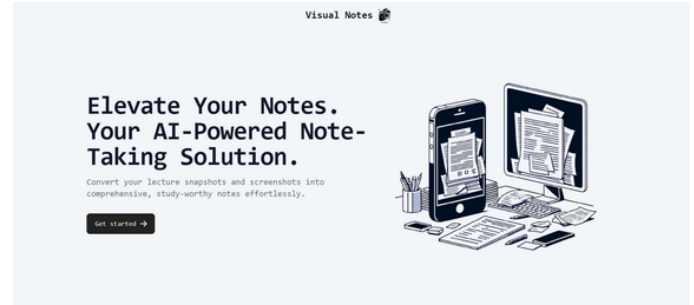 Visual Notes
Elevate Your Notes.
Your AI-Powered Note-
Taking Solution.
Convert your lecture snapshots and screenshots into
comprehensive, study-worthy notes effortlessly.
Get started →